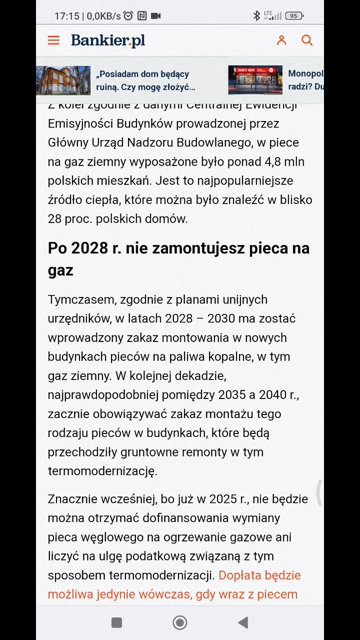 17:15 | 0,0KB/s
LTE 95
Bankier.pl
„Posiadam dom będący
ruiną. Czy mogę złożyć...
Monopol
radzi? Du
Z kolei zgodnie z danymi Centralnej Ewidencji
Emisyjności Budynków prowadzonej przez
Główny Urząd Nadzoru Budowlanego, w piece
na gaz ziemny wyposażone było ponad 4,8 mln
polskich mieszkań. Jest to najpopularniejsze
źródło ciepła, które można było znaleźć w blisko
28 proc. polskich domów.
Po 2028 r. nie zamontujesz pieca na
gaz
Tymczasem, zgodnie z planami unijnych
urzędników, w latach 2028 – 2030 ma zostać
wprowadzony zakaz montowania w nowych
budynkach pieców na paliwa kopalne, w tym
gaz ziemny. W kolejnej dekadzie,
najprawdopodobniej pomiędzy 2035 a 2040 r.,
zacznie obowiązywać zakaz montażu tego
rodzaju pieców w budynkach, które będą
przechodziły gruntowne remonty w tym
termomodernizację.
Znacznie wcześniej, bo już w 2025 r., nie będzie
można otrzymać dofinansowania wymiany
pieca węglowego na ogrzewanie gazowe ani
liczyć na ulgę podatkową związaną z tym
sposobem termomodernizacji. Dopłata będzie
możliwa jedynie wówczas, gdy wraz z piecem